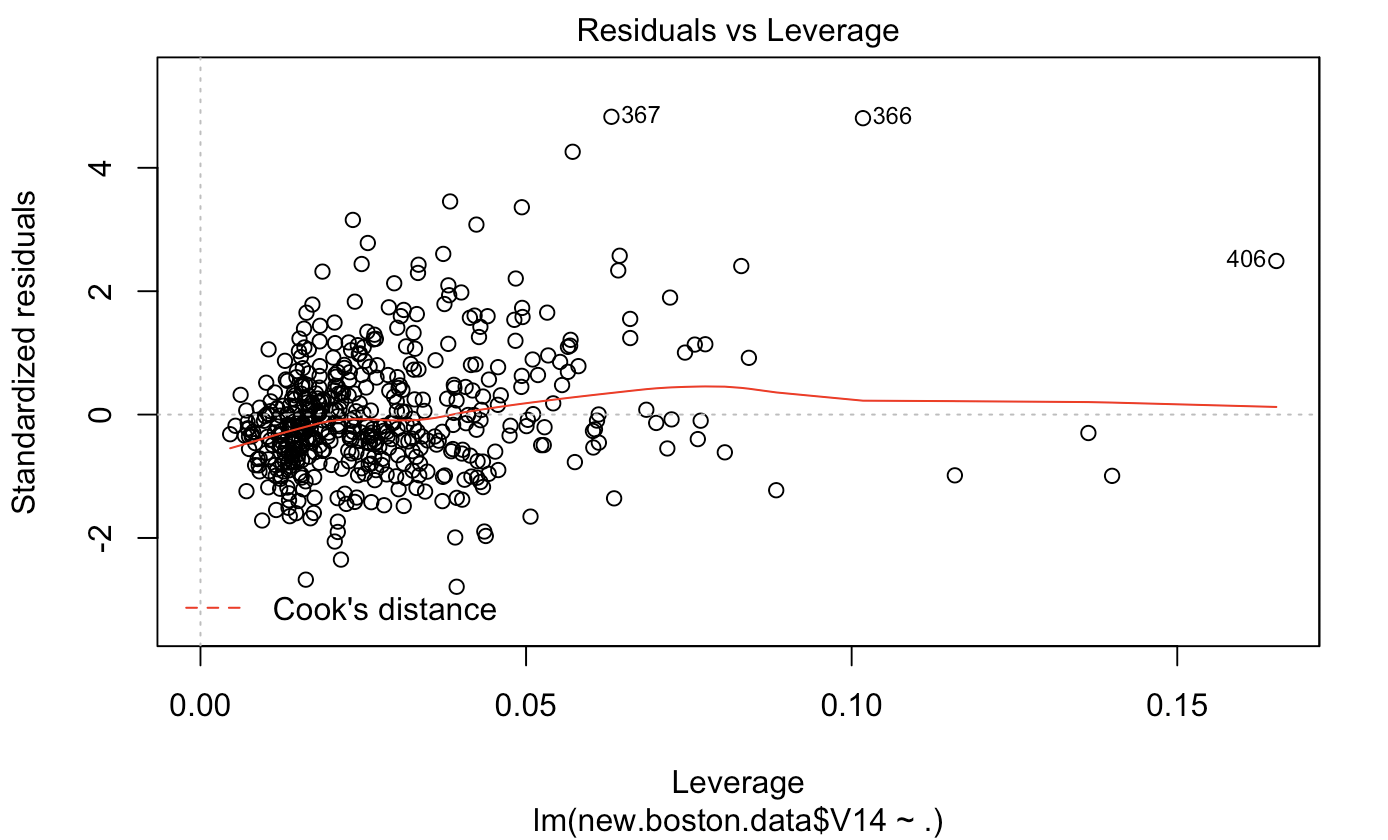 Residuals vs Leverage
Standardized residuals
4
2
0
-2
367
366
406
Cook's distance
0.00 0.05 0.10 0.15
Leverage
lm(new.boston.data$V14 ~ .)